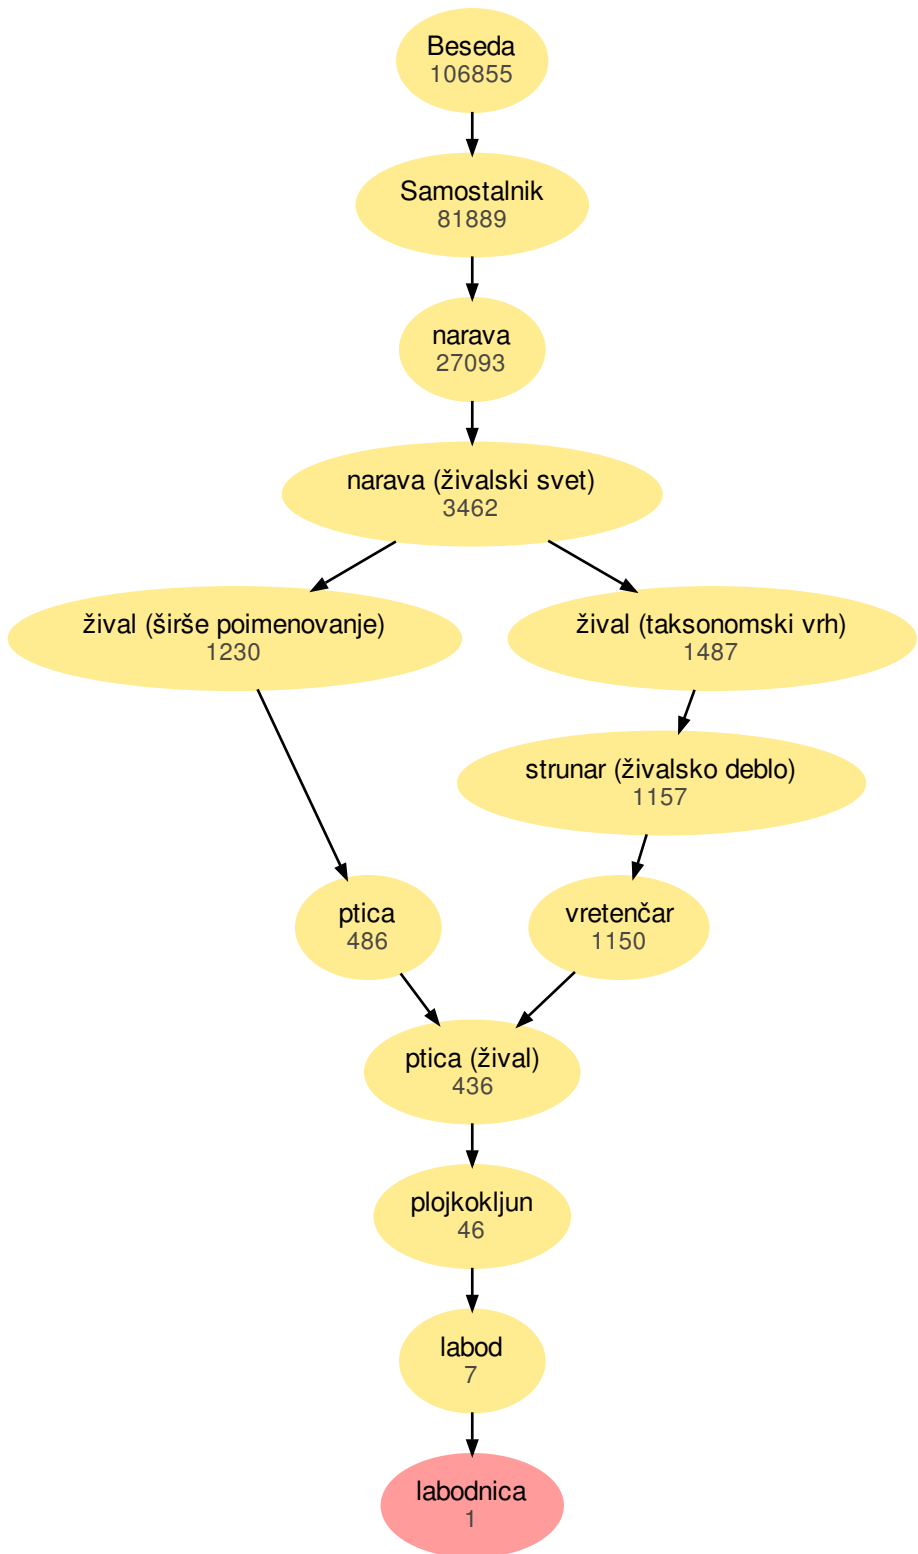 Beseda
106855
Samostalnik
81889
narava
27093
narava (živalski svet)
3462
žival (širše poimenovanje)
1230
žival (taksonomski vrh)
1487
strunar (živalsko deblo)
1157
ptica
486
vretenčar
1150
ptica (žival)
436
plojkokljun
46
labod
7
labodnica
1